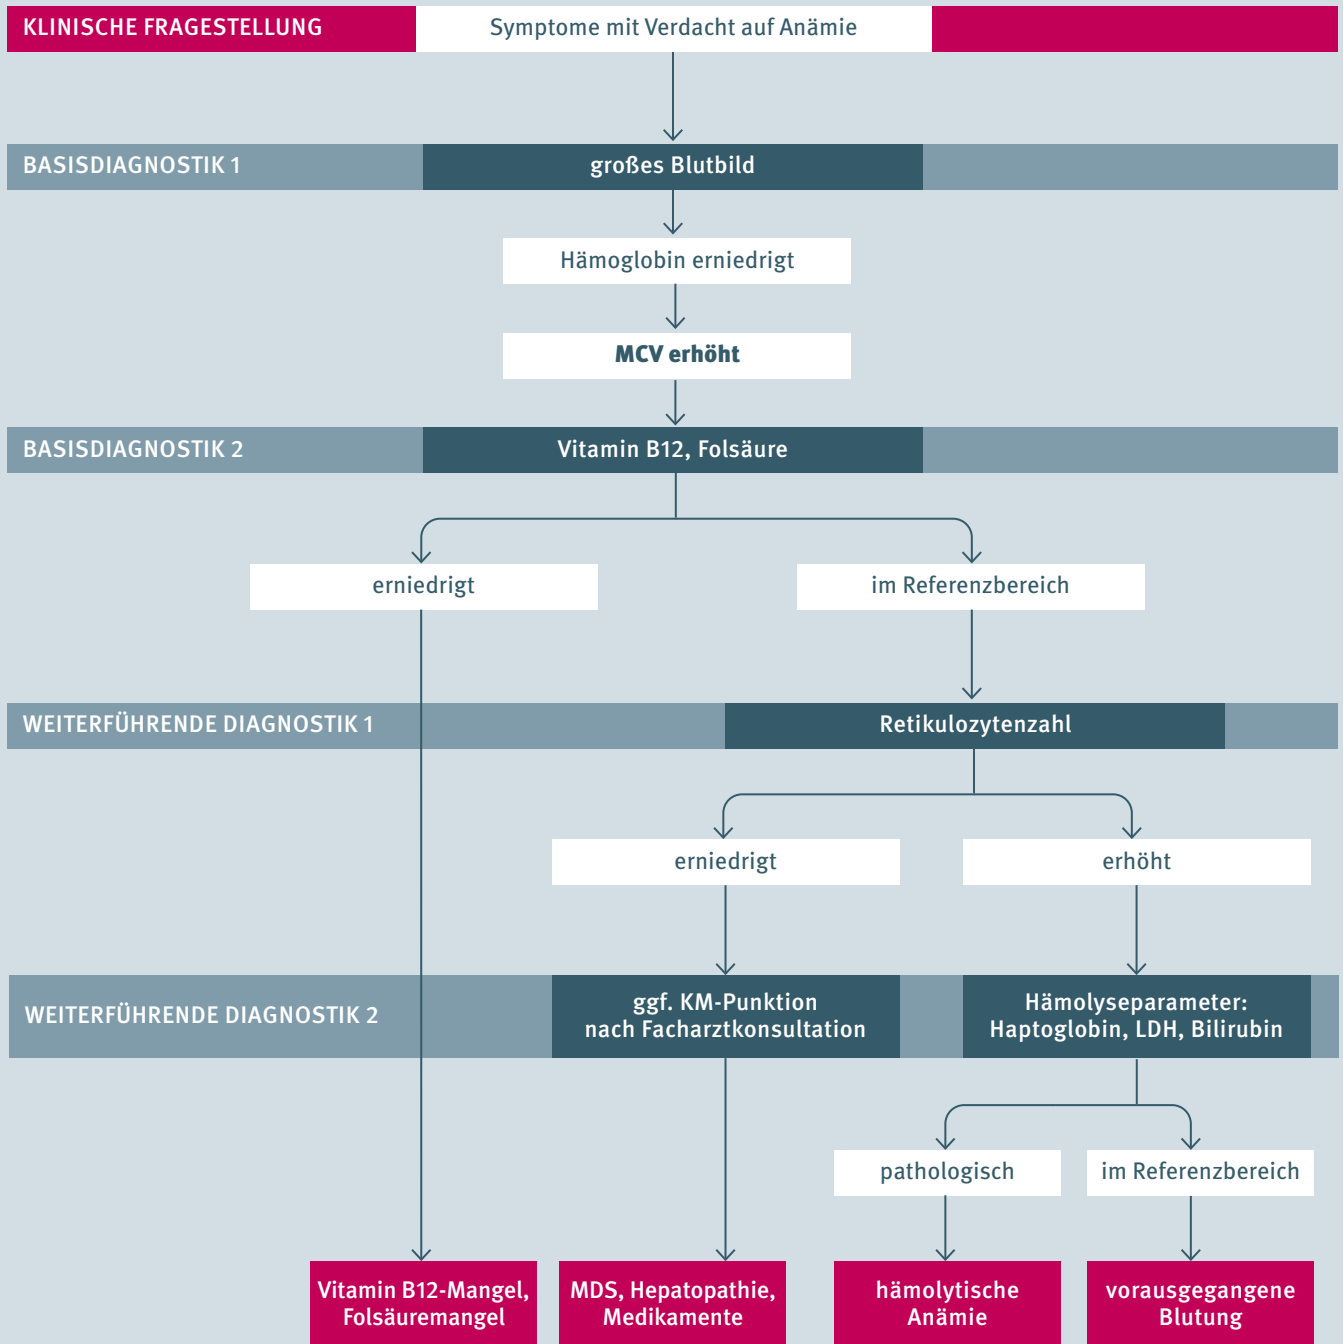 KLINISCHE FRAGESTELLUNG
Symptome mit Verdacht auf Anämie
BASISDIAGNOSTIK 1
großes Blutbild
Hämoglobin erniedrigt
MCV erhöht
BASISDIAGNOSTIK 2
Vitamin B12, Folsäure
erniedrigt
im Referenzbereich
WEITERFÜHRENDE DIAGNOSTIK 1
Retikulozytenzahl
erniedrigt
erhöht
WEITERFÜHRENDE DIAGNOSTIK 2
ggf. KM-Punktion
nach Facharztkonsultation
Hämolyseparameter:
Haptoglobin, LDH, Bilirubin
pathologisch
im Referenzbereich
Vitamin B12-Mangel,
Folsäuremangel
MDS, Hepatopathie,
Medikamente
hämolytische
Anämie
vorausgegangene
Blutung